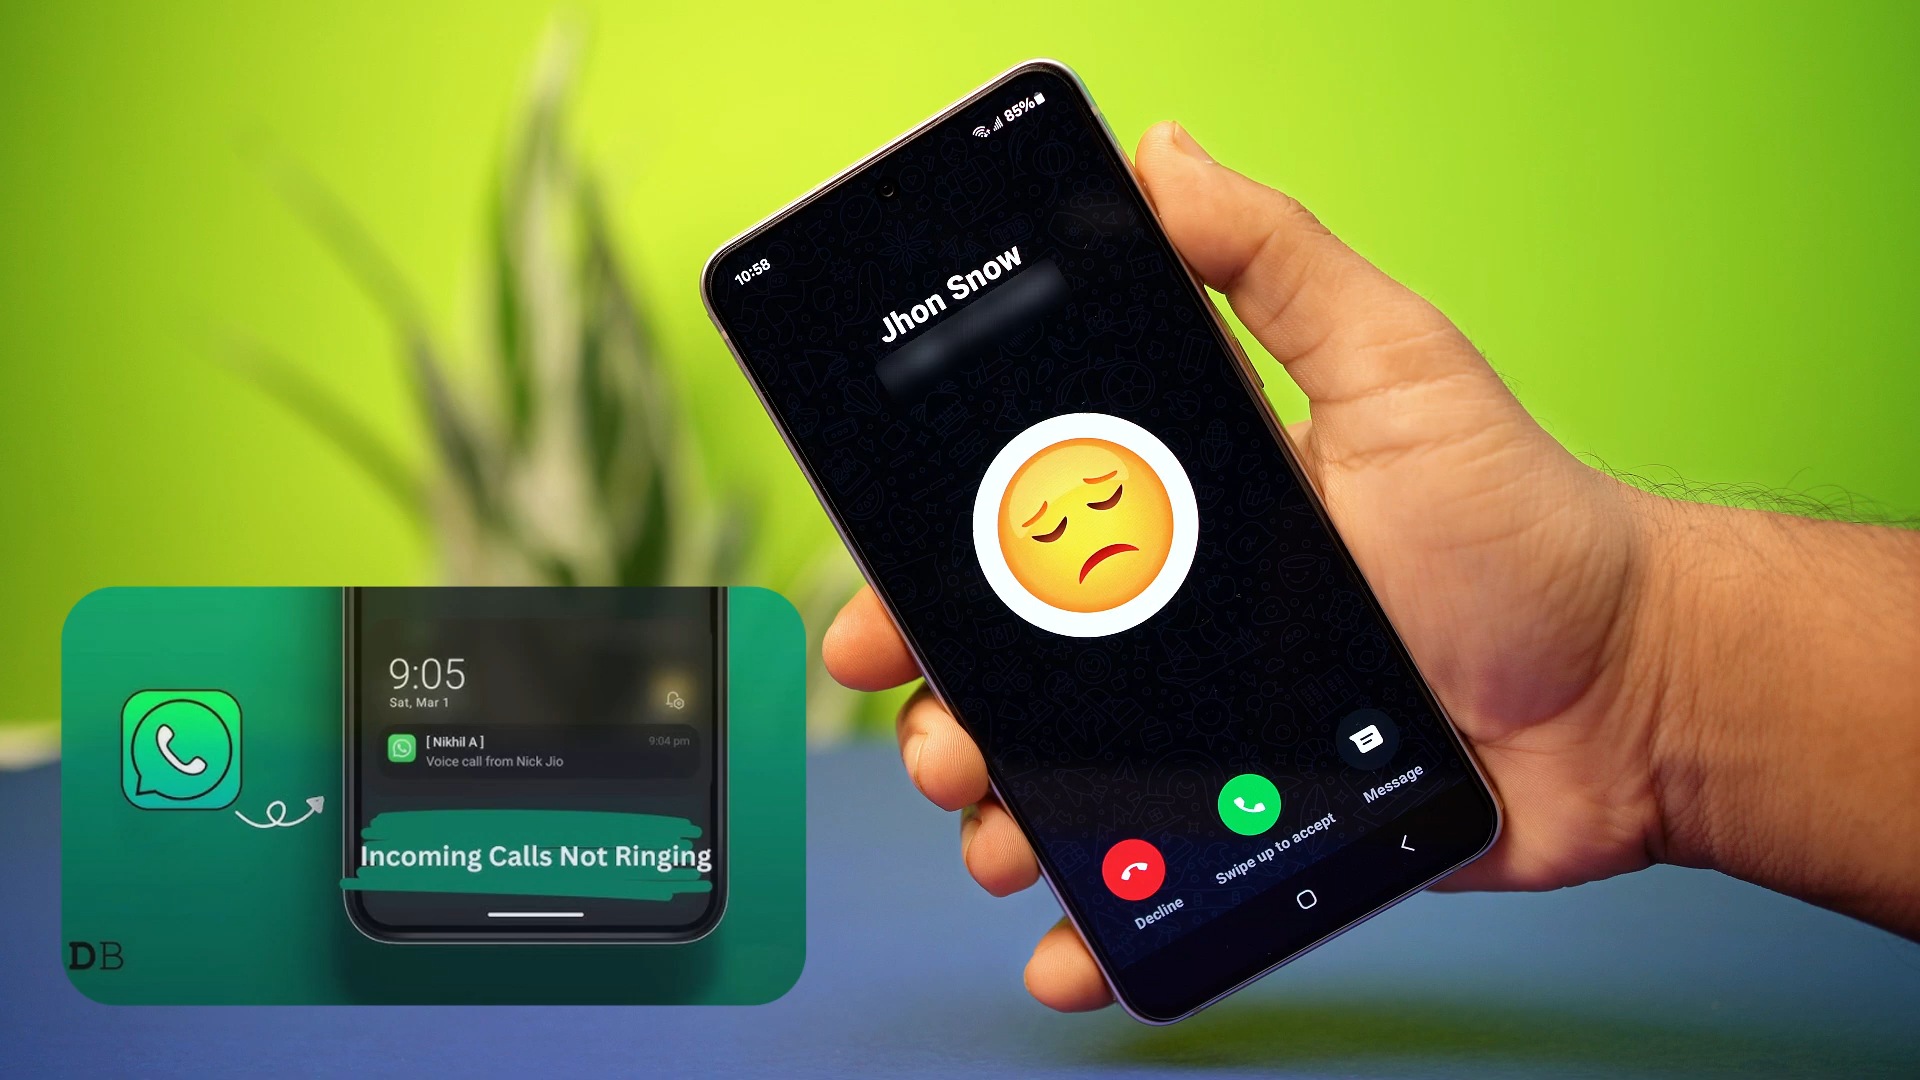 85%
10:58
Jhon Snow
Message
Swipe up to accept
Decline
9:05
Sat, Mar 1
[ Nikhil A ]
9:04 pm
Voice call from Nick Jio
Incoming Calls Not Ringing
DB